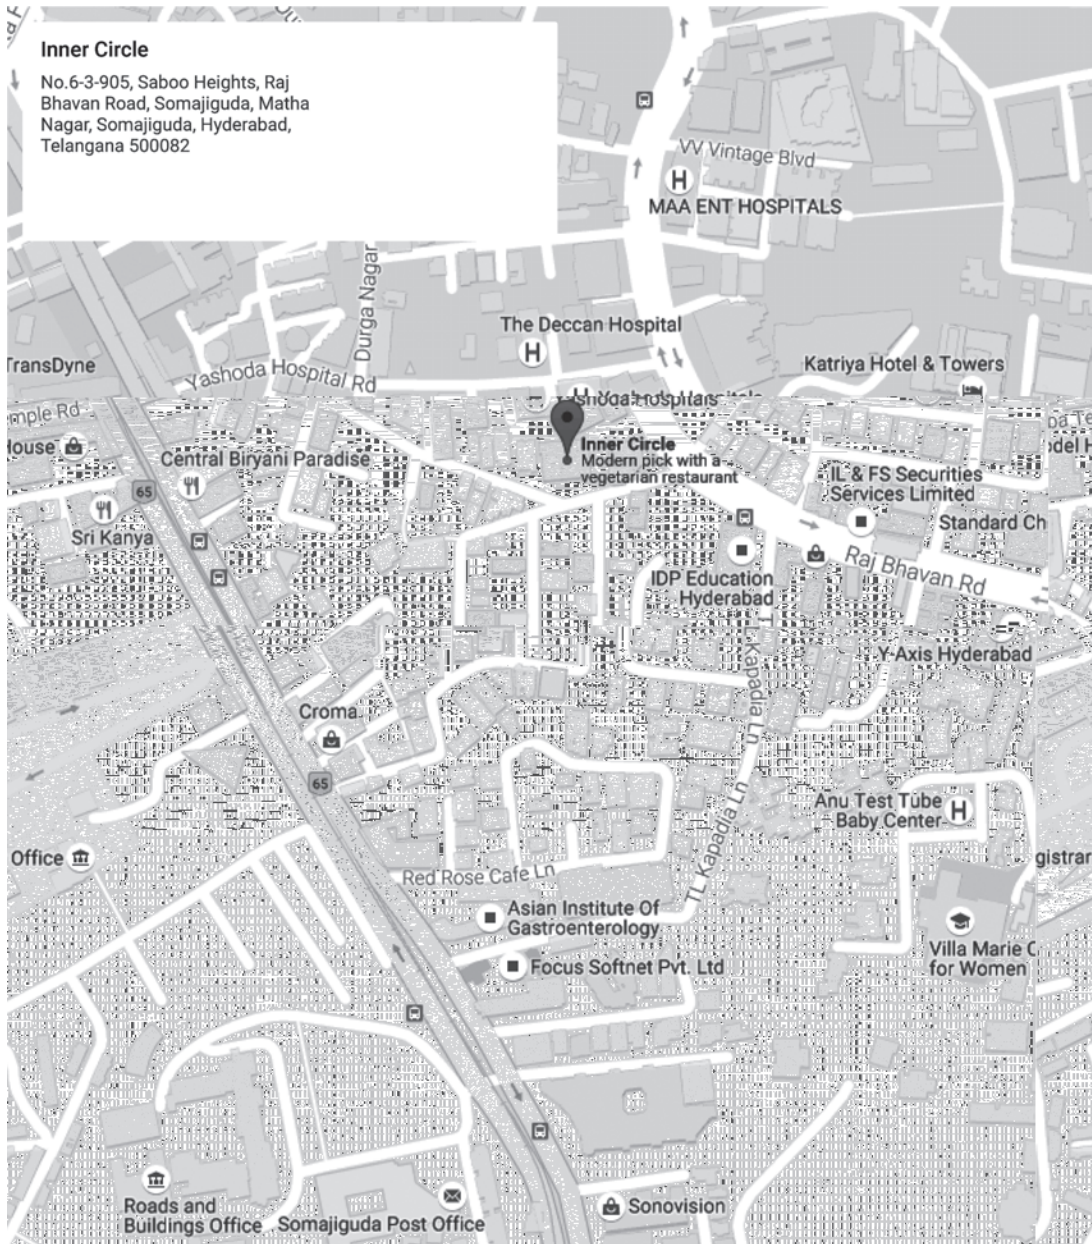 Inner Circle
No.6-3-905, Saboo Heights, Raj
Bhavan Road, Somajiguda, Matha
Nagar, Somajiguda, Hyderabad,
Telangana 500082
VV Vintage Blvd
H
MAA ENT HOSPITALS
Durga Nagar
The Deccan Hospital
H
TransDyne
Yashoda Hospital Rd
Katriya Hotel & Towers
emple Rd
House
Inner Circle
Modern pick with a
vegetarian restaurant
Central Biryani Paradise
IL & FS Securities
Services Limited
65
Sri Kanya
Standard Ch
IDP Education
Hyderabad
Raj Bhavan Rd
Y-Axis Hyderabad
TL Kapadia Ln
Croma
65
Anu Test Tube
Baby Center
H
TL Kapadia Ln
Office
gistrar
Red Rose Cafe Ln
Asian Institute Of
Gastroenterology
Villa Marie C
for Women
Focus Softnet Pvt. Ltd
Roads and
Buildings Office
Somajiguda Post Office
Sonovision